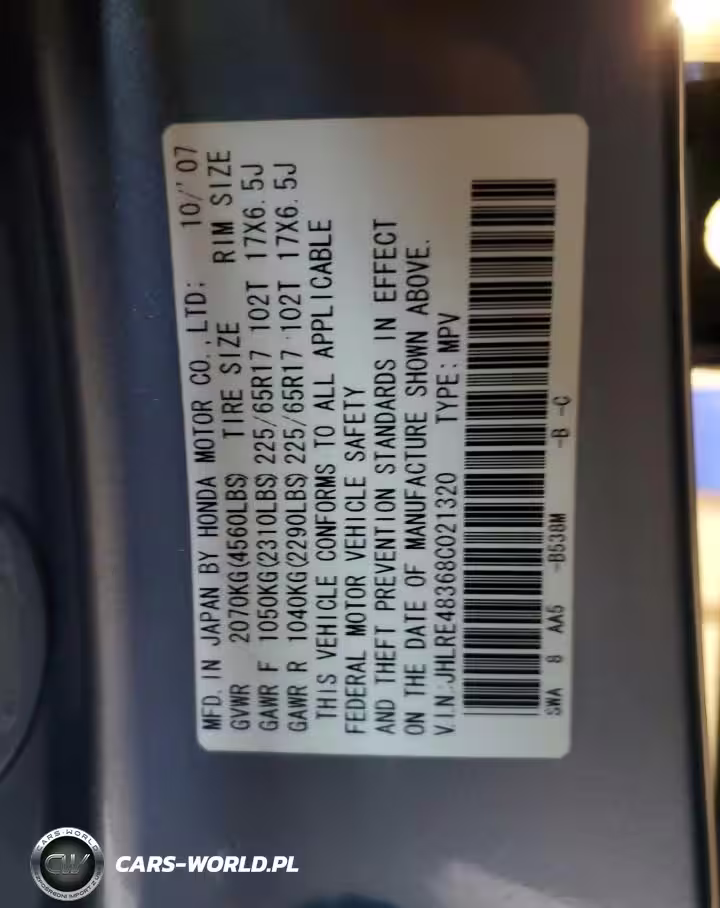 MFD. IN JAPAN BY HONDA MOTOR CO., LTD: 10/'07
GVWR 2070KG(4560LBS) TIRE SIZE RIM SIZE
GAWR F 1050KG(2310LBS) 225/65R17 102T 17X6.5J
GAWR R 1040KG(2290LBS) 225/65R17 102T 17X6.5J
THIS VEHICLE CONFORMS TO ALL APPLICABLE
FEDERAL MOTOR VEHICLE SAFETY
AND THEFT PREVENTION STANDARDS IN EFFECT
ON THE DATE OF MANUFACTURE SHOWN ABOVE.
V.I.N:JHLRE48368C021320 TYPE: MPV
SWA 8 AA5 -B538M -B -C
CARS-WORLD
CW
CARS-WORLD.PL